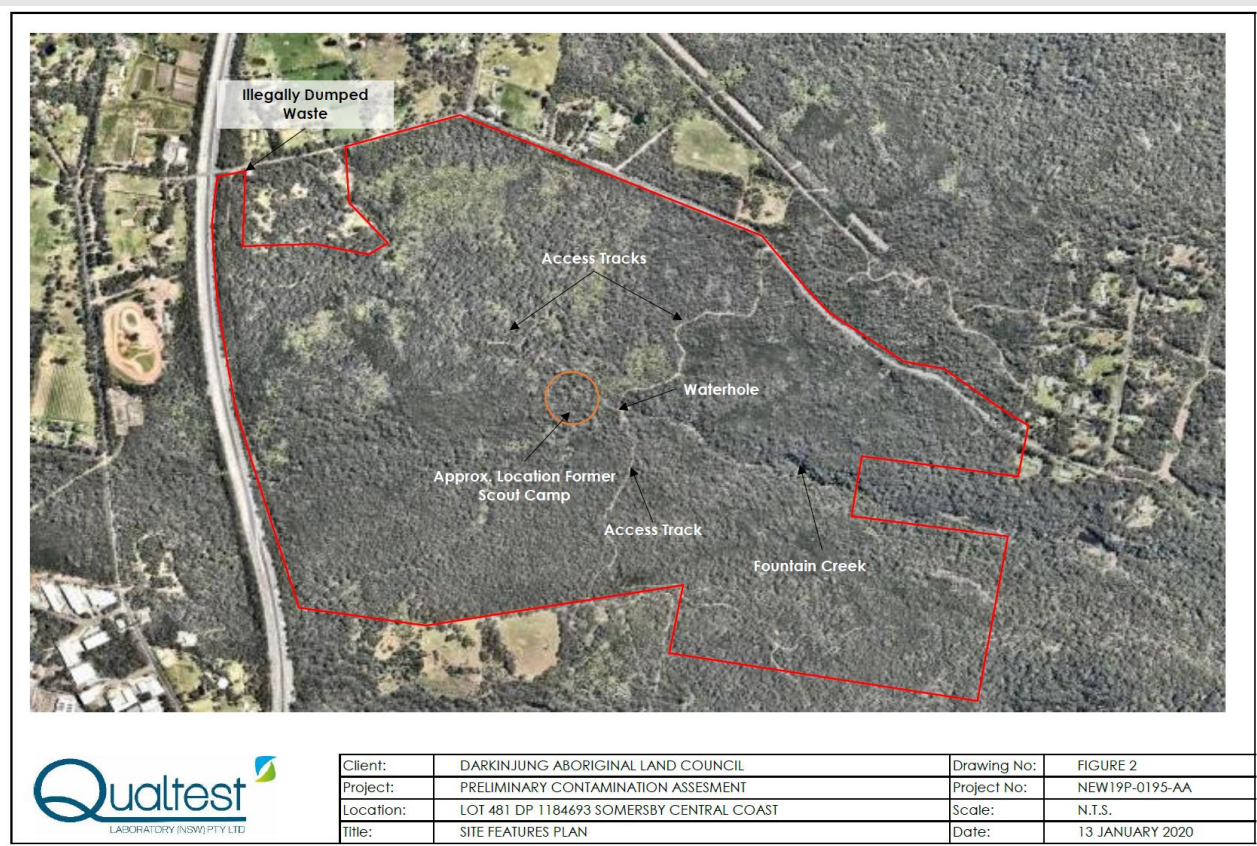 Illegally Dumped
Waste
Access Tracks
Waterhole
Approx. Location Former
Scout Camp
Access Track
Fountain Creek
Qualtest
LABORATORY (NSW) PTY LTD
Client: DARKINJUNG ABORIGINAL LAND COUNCIL Drawing No: FIGURE 2
Project: PRELIMINARY CONTAMINATION ASSESMENT Project No: NEW19P-0195-AA
Location: LOT 481 DP 1184693 SOMERSBY CENTRAL COAST Scale: N.T.S.
Title: SITE FEATURES PLAN Date: 13 JANUARY 2020